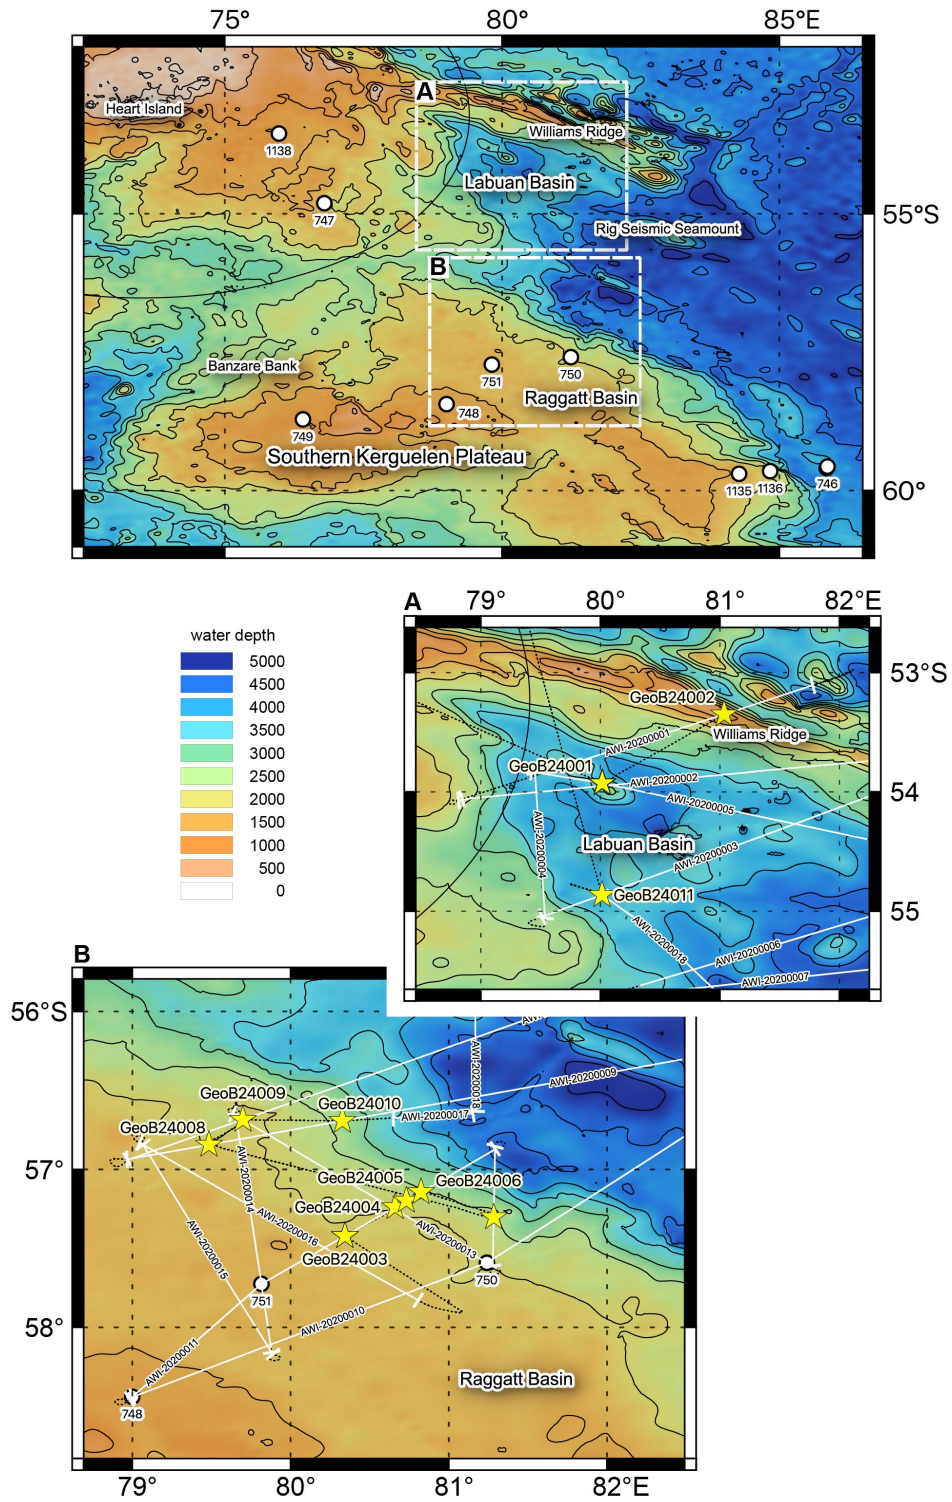 75°
80°
85°E
A
Heart Island
1138
Williams Ridge
Labuan Basin
747
55°S
Rig Seismic Seamount
B
Banzare Bank
751
750
Raggatt Basin
748
749
Southern Kerguelen Plateau
1135
1136
746
60°
A
79°
80°
81°
82°E
water depth
5000
4500
4000
3500
3000
2500
2000
1500
1000
500
0
53°S
GeoB24002
Williams Ridge
AWI-20200001
GeoB24001
AWI-20200002
54
AWI-20200005
AWI-20200004
Labuan Basin
AWI-20200003
GeoB24011
55
AWI-20200018
AWI-20200006
AWI-20200007
B
56°S
AWI-20200018
AWI-20200009
GeoB24009
GeoB24010
AWI-20200017
GeoB24008
57°
AWI-20200014
GeoB24005
GeoB24006
GeoB24004
AWI-20200016
AWI-20200013
AWI-20200015
GeoB24003
750
751
AWI-20200010
58°
AWI-20200011
Raggatt Basin
748
79°
80°
81°
82°E